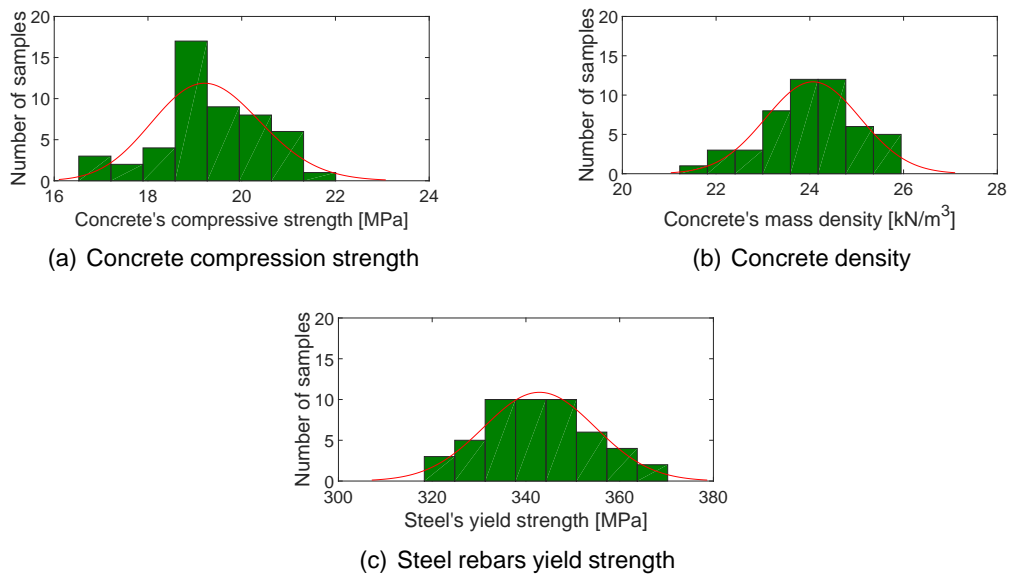 Number of samples
20
15
10
5
0
16 18 20 22 24
Concrete's compressive strength [MPa]
(a) Concrete compression strength
Number of samples
20
15
10
5
0
20 22 24 26 28
Concrete's mass density [kN/m³]
(b) Concrete density
Number of samples
20
15
10
5
0
300 320 340 360 380
Steel's yield strength [MPa]
(c) Steel rebars yield strength